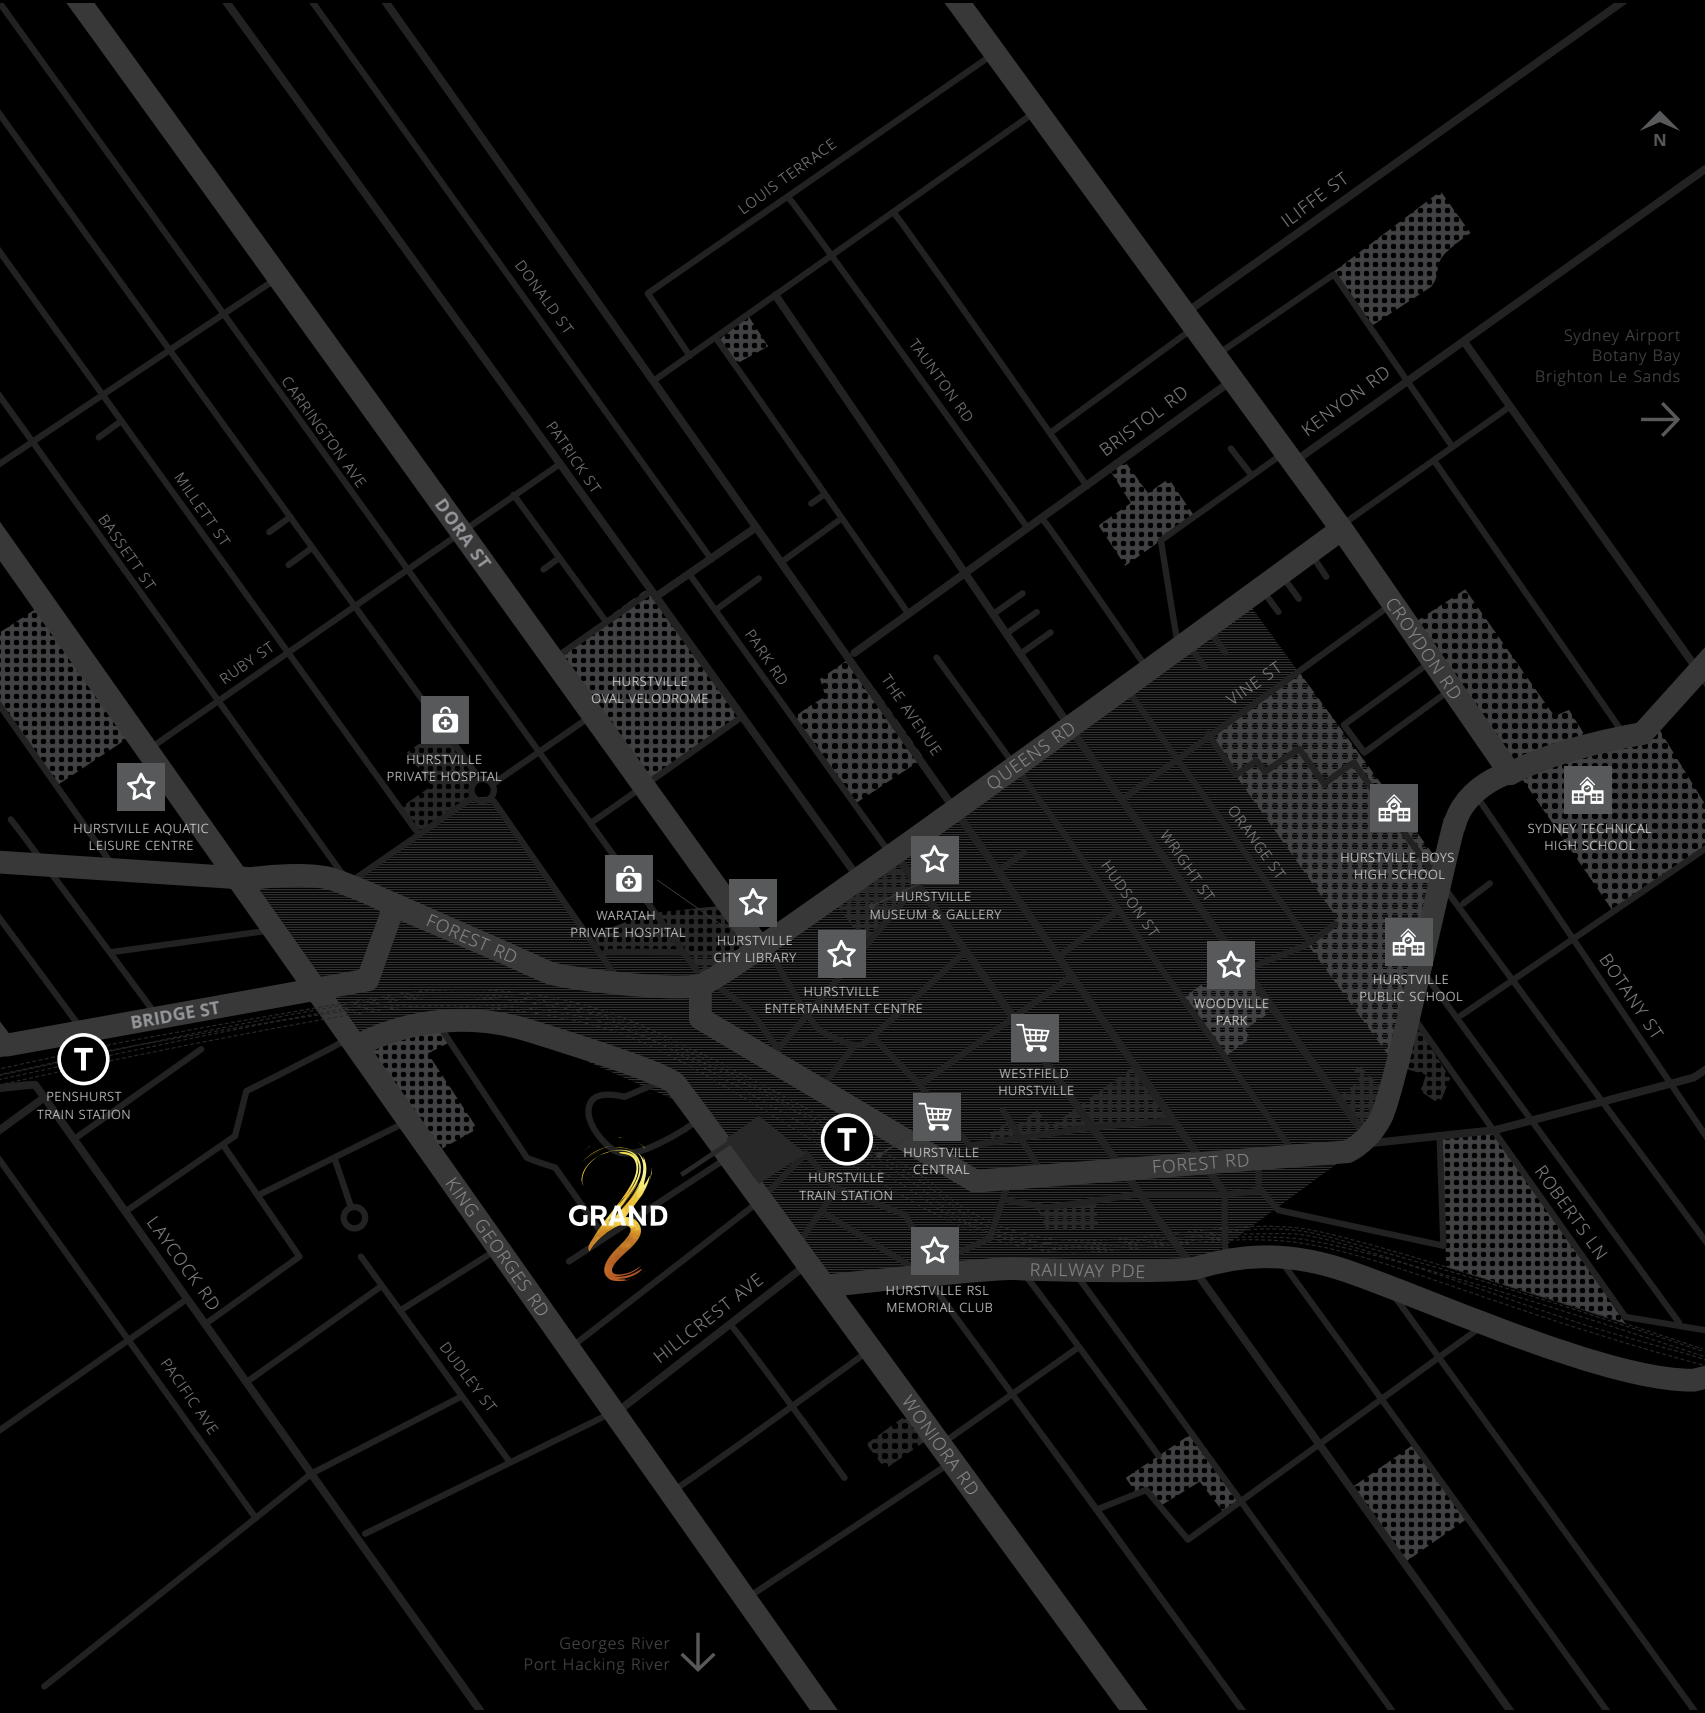 LOUIS TERRACE
N
ILIFFE ST
DONALD ST
Sydney Airport
Botany Bay
Brighton Le Sands
TAUNTON RD
KENYON RD
BRISTOL RD
CARRINGTON AVE
PATRICK ST
MILLETT ST
DORA ST
BASSETT ST
CROYDON RD
PARK RD
RUBY ST
VINE ST
HURSTVILLE
OVAL VELODROME
THE AVENUE
QUEENS RD
HURSTVILLE
PRIVATE HOSPITAL
HURSTVILLE AQUATIC
LEISURE CENTRE
ORANGE ST
WRIGHT ST
HUDSON ST
SYDNEY TECHNICAL
HIGH SCHOOL
HURSTVILLE BOYS
HIGH SCHOOL
HURSTVILLE
MUSEUM & GALLERY
WARATAH
PRIVATE HOSPITAL
FOREST RD
HURSTVILLE
CITY LIBRARY
HURSTVILLE
ENTERTAINMENT CENTRE
HURSTVILLE
PUBLIC SCHOOL
WOODVILLE
PARK
BOTANY ST
BRIDGE ST
T
PENSHURST
TRAIN STATION
WESTFIELD
HURSTVILLE
T
HURSTVILLE
TRAIN STATION
HURSTVILLE
CENTRAL
FOREST RD
ROBERTS LN
GRAND
KING GEORGES RD
LAYCOCK RD
RAILWAY PDE
HURSTVILLE RSL
MEMORIAL CLUB
HILLCREST AVE
DUDLEY ST
PACIFIC AVE
WONIORA RD
Georges River
Port Hacking River